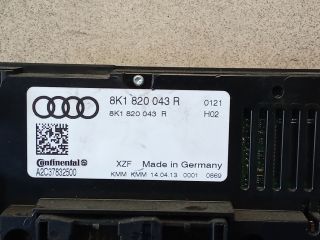 8K1 820 043 R 0121
8K1 820 043 R H02
Continental
A2C37832500
XZF Made in Germany
KMM KMM 14.04.13 0001 0869